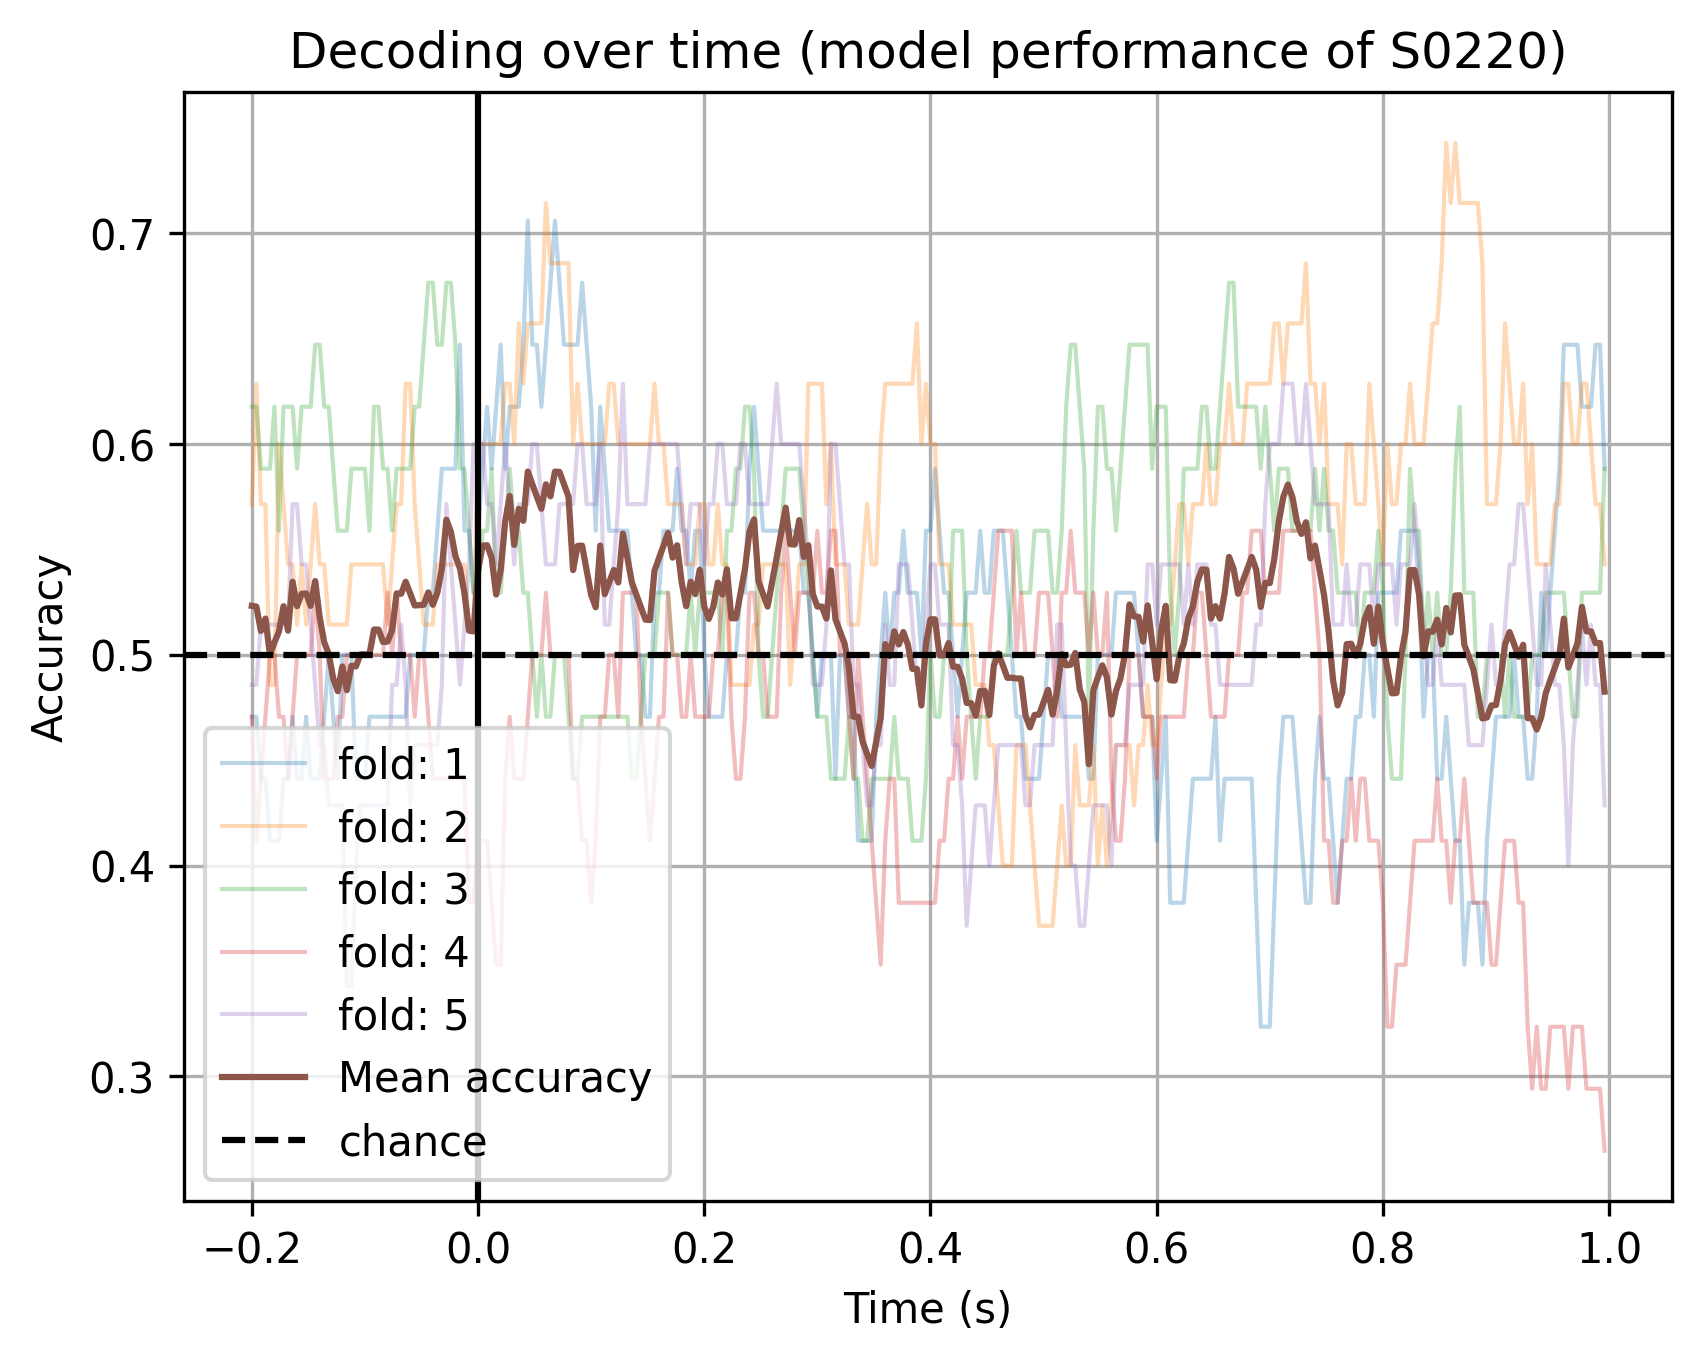 Decoding over time (model performance of S0220)
Accuracy
0.7
0.6
0.5
0.4
0.3
fold: 1
fold: 2
fold: 3
fold: 4
fold: 5
Mean accuracy
chance
−0.2 0.0 0.2 0.4 0.6 0.8 1.0
Time (s)